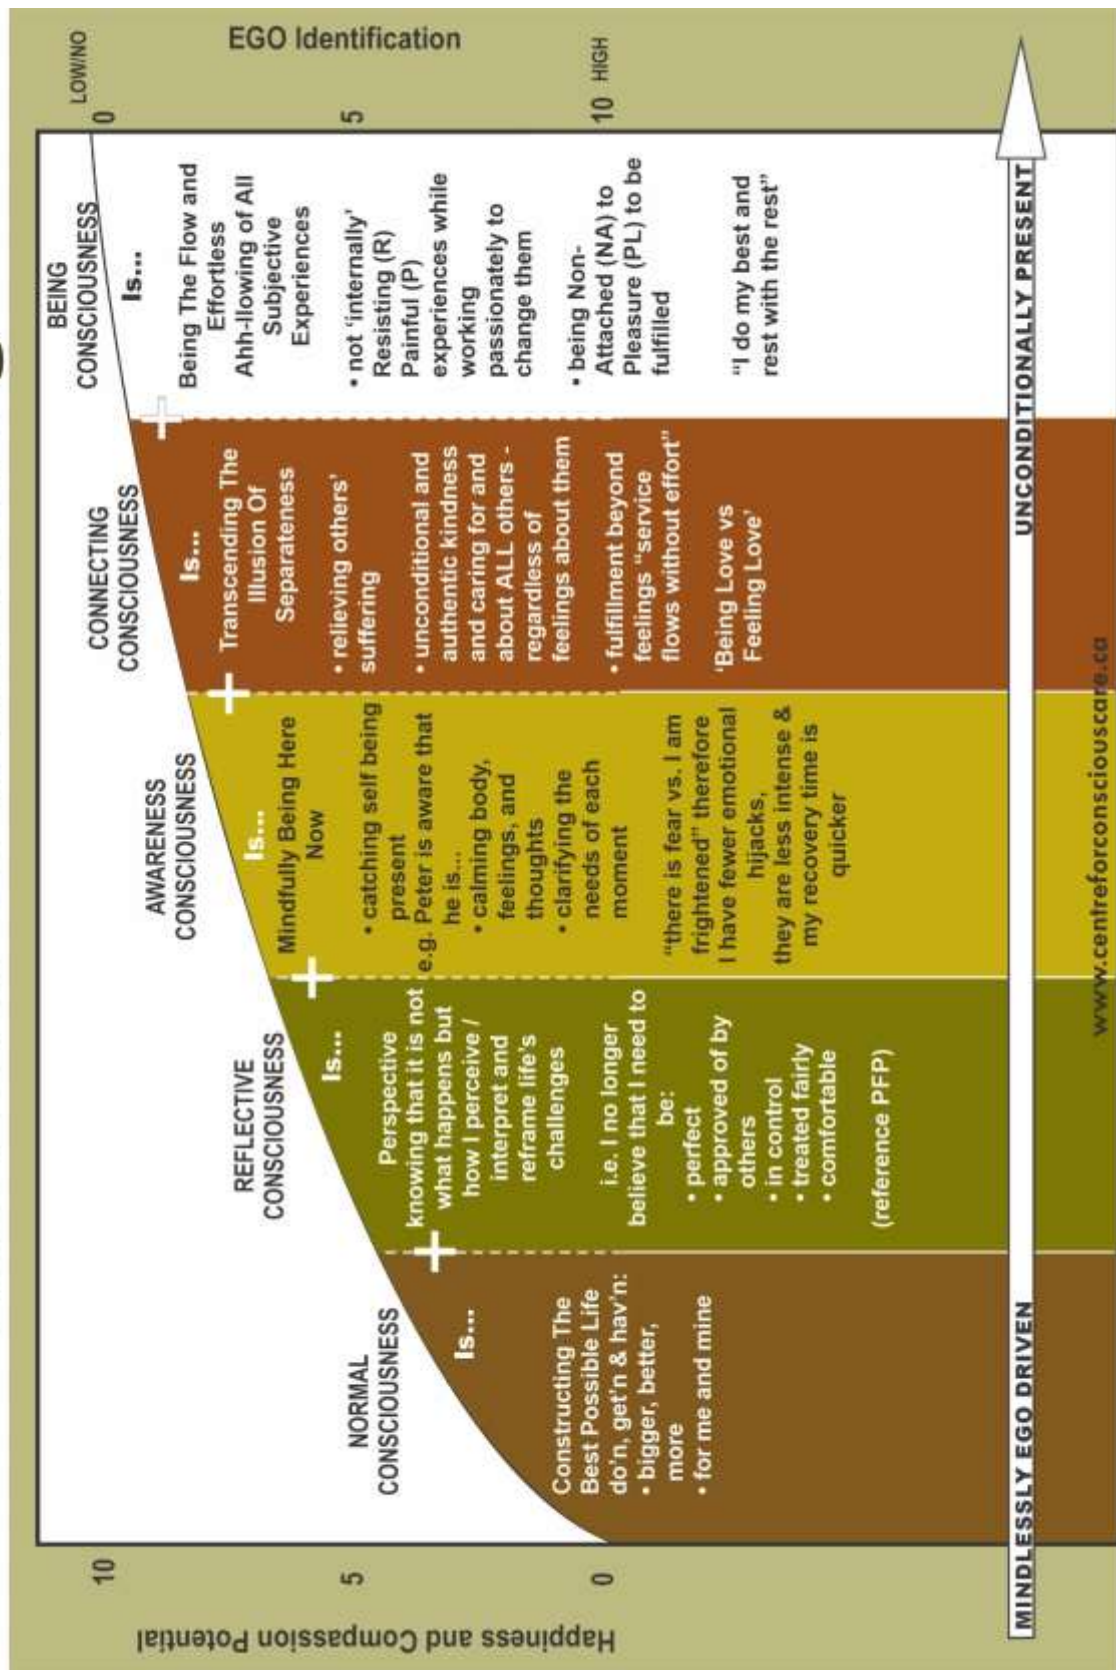 EGO Identification
LOW/NO
0
5
10
HIGH
10
5
0
Happiness and Compassion Potential
NORMAL
CONSCIOUSNESS
Is...
Constructing The
Best Possible Life
do'n, get'n & hav'n:
• bigger, better,
more
• for me and mine
REFLECTIVE
CONSCIOUSNESS
Is...
Perspective
knowing that it is not
what happens but
how I perceive /
interpret and
reframe life's
challenges
i.e. I no longer
believe that I need to
be:
• perfect
• approved of by
others
• in control
• treated fairly
• comfortable
(reference PFP)
AWARENESS
CONSCIOUSNESS
Is...
Mindfully Being Here
Now
• catching self being
present
e.g. Peter is aware that
he is...
• calming body,
feelings, and
thoughts
• clarifying the
needs of each
moment
"there is fear vs. I am
frightened" therefore
I have fewer emotional
hijacks,
they are less intense &
my recovery time is
quicker
CONNECTING
CONSCIOUSNESS
Is...
Transcending The
Illusion Of
Separateness
• relieving others'
suffering
• unconditional and
authentic kindness
and caring for and
about ALL others -
regardless of
feelings about them
• fulfillment beyond
feelings "service
flows without effort"
'Being Love vs
Feeling Love'
BEING
CONSCIOUSNESS
Is...
Being The Flow and
Effortless
Ahh-llowing of All
Subjective
Experiences
• not 'internally'
Resisting (R)
Painful (P)
experiences while
working
passionately to
change them
• being Non-
Attached (NA) to
Pleasure (PL) to be
fulfilled
"I do my best and
rest with the rest"
MINDLESSLY EGO DRIVEN
UNCONDITIONALLY PRESENT
www.centreforconsciouscare.ca